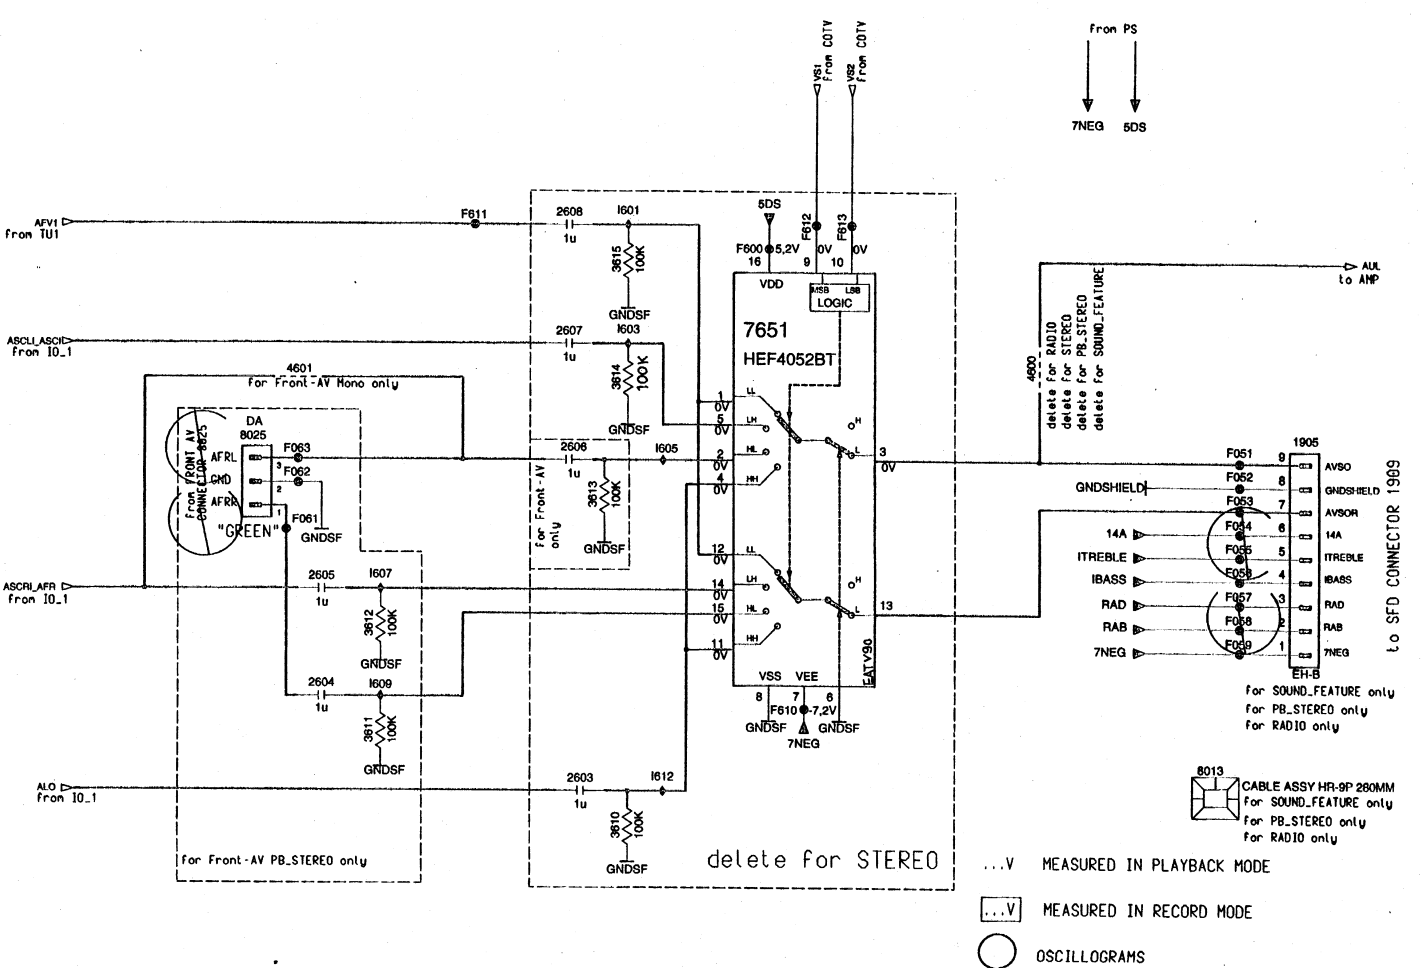 from PS
7NEG 5DS
VS1
from COTV
VS2
from COTV
AFV1
from TU1
F611
2608
1u
I601
3615
100K
GNDSF
5DS
F600 5,2V
16
F612
0V
9
F613
0V
10
VDD
MSB LSB
LOGIC
AUL
to AMP
ASCLI_ASCI
from IO_1
2607
1u
I603
3614
100K
GNDSF
7651
HEF4052BT
4601
for Front-AV Mono only
4600
delete for RADIO
delete for STEREO
delete for PB_STEREO
delete for SOUND_FEATURE
1
0V
LL
5
0V
LH
2
0V
HL
4
0V
HH
H
L
3
0V
from FRONT AV
CONNECTOR 8025
DA
8025
AFRL
3
F063
GND
2
F062
AFRR
1
F061
"GREEN"
GNDSF
for Front-AV
only
2606
1u
I605
3613
100K
GNDSF
12
0V
LL
14
0V
LH
15
0V
HL
11
0V
HH
H
L
13
ASCRI_AFR
from IO_1
2605
1u
I607
3612
100K
GNDSF
2604
1u
I609
3611
100K
GNDSF
EATV90
VSS VEE
8 7 6
F610 -7,2V
GNDSF GNDSF
7NEG
ALO
from IO_1
2603
1u
I612
3610
100K
GNDSF
for Front-AV PB_STEREO only
delete for STEREO
1905
F051 9 AVSO
GNDSHIELD F052 8 GNDSHIELD
F053 7 AVSOR
14A F054 6 14A
ITREBLE F055 5 ITREBLE
IBASS F056 4 IBASS
RAD F057 3 RAD
RAB F058 2 RAB
7NEG F059 1 7NEG
EH-B
to SFD CONNECTOR 1909
for SOUND_FEATURE only
for PB_STEREO only
for RADIO only
8013
CABLE ASSY HR-9P 280MM
for SOUND_FEATURE only
for PB_STEREO only
for RADIO only
...V MEASURED IN PLAYBACK MODE
...V MEASURED IN RECORD MODE
OSCILLOGRAMS